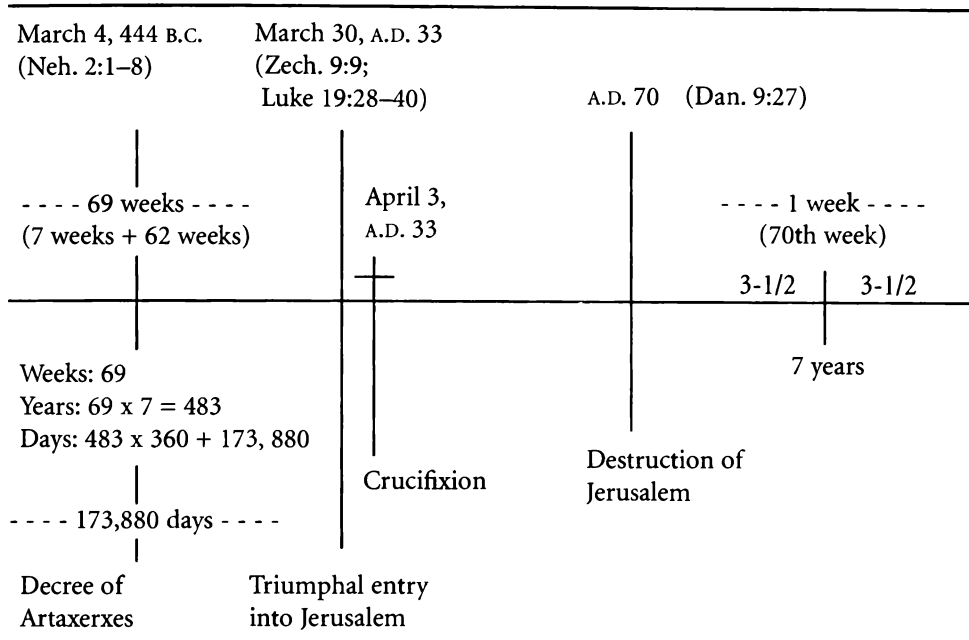 March 4, 444 B.C.
(Neh. 2:1–8)
March 30, A.D. 33
(Zech. 9:9;
Luke 19:28–40)
A.D. 70 (Dan. 9:27)
- - - - 69 weeks - - - -
(7 weeks + 62 weeks)
April 3,
A.D. 33
- - - - 1 week - - - -
(70th week)
3-1/2 3-1/2
7 years
Weeks: 69
Years: 69 x 7 = 483
Days: 483 x 360 + 173, 880
Crucifixion
Destruction of
Jerusalem
- - - - 173,880 days - - - -
Decree of
Artaxerxes
Triumphal entry
into Jerusalem